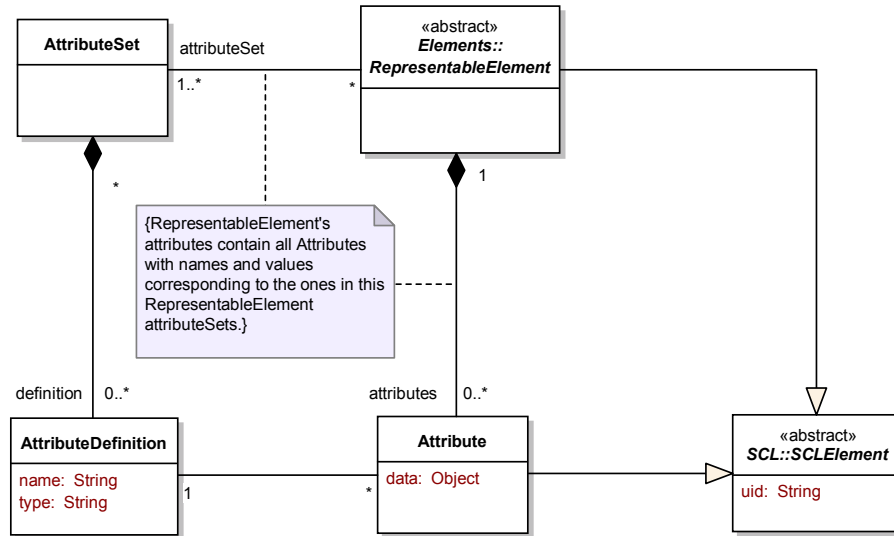 AttributeSet
attributeSet
1..*
*
«abstract»
Elements::
RepresentableElement
*
1
{RepresentableElement's
attributes contain all Attributes
with names and values
corresponding to the ones in this
RepresentableElement
attributeSets.}
definition
0..*
attributes
0..*
AttributeDefinition
name: String
type: String
1
*
Attribute
data: Object
«abstract»
SCL::SCLElement
uid: String